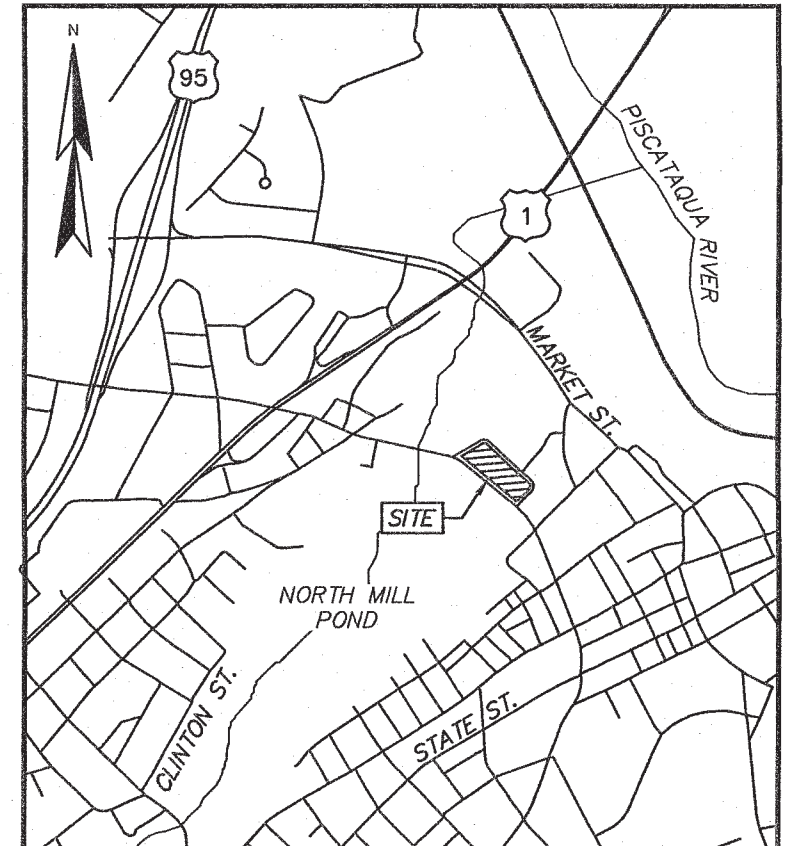 N
95
PISCATAQUA RIVER
1
MARKET ST.
SITE
NORTH MILL
POND
CLINTON ST.
STATE ST.